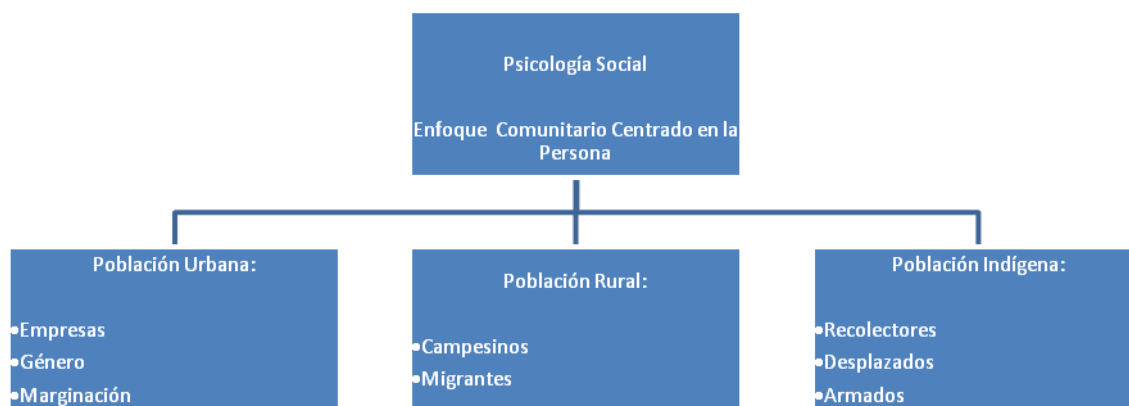 Psicología Social
Enfoque Comunitario Centrado en la
Persona
Población Urbana:
•Empresas
•Género
•Marginación
Población Rural:
•Campesinos
•Migrantes
Población Indígena:
•Recolectores
•Desplazados
•Armados